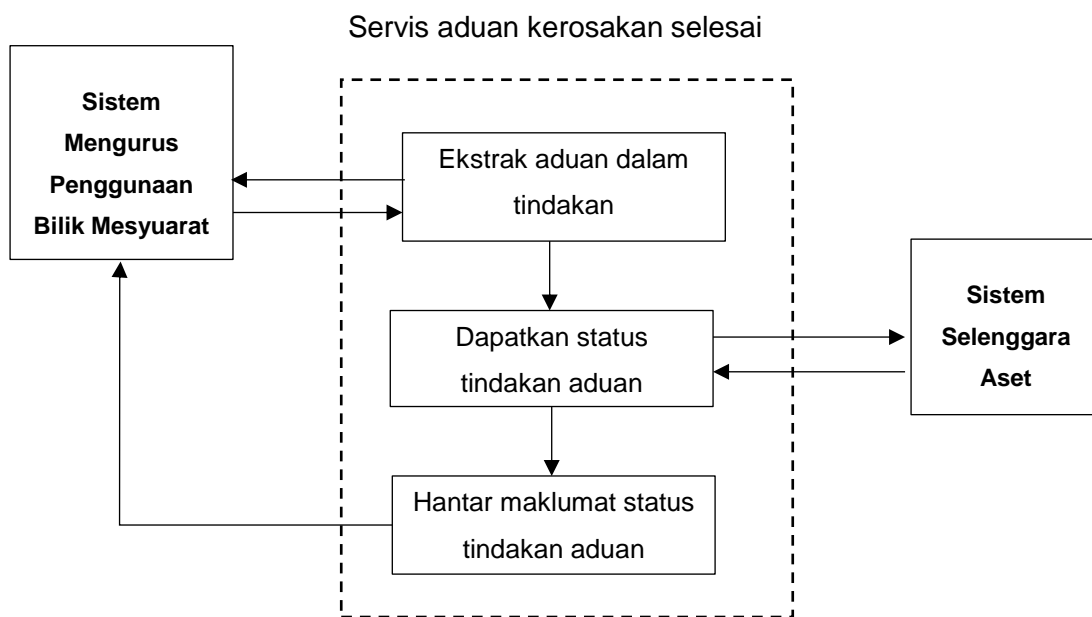 Servis aduan kerosakan selesai
Sistem
Mengurus
Penggunaan
Bilik Mesyuarat
Ekstrak aduan dalam
tindakan
Dapatkan status
tindakan aduan
Sistem
Selenggara
Aset
Hantar maklumat status
tindakan aduan